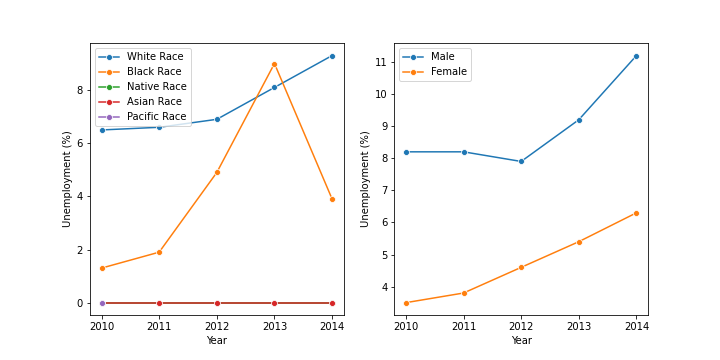 White Race
Black Race
Native Race
Asian Race
Pacific Race
Unemployment (%)
8
6
4
2
0
2010 2011 2012 2013 2014
Year
Male
Female
Unemployment (%)
11
10
9
8
7
6
5
4
2010 2011 2012 2013 2014
Year